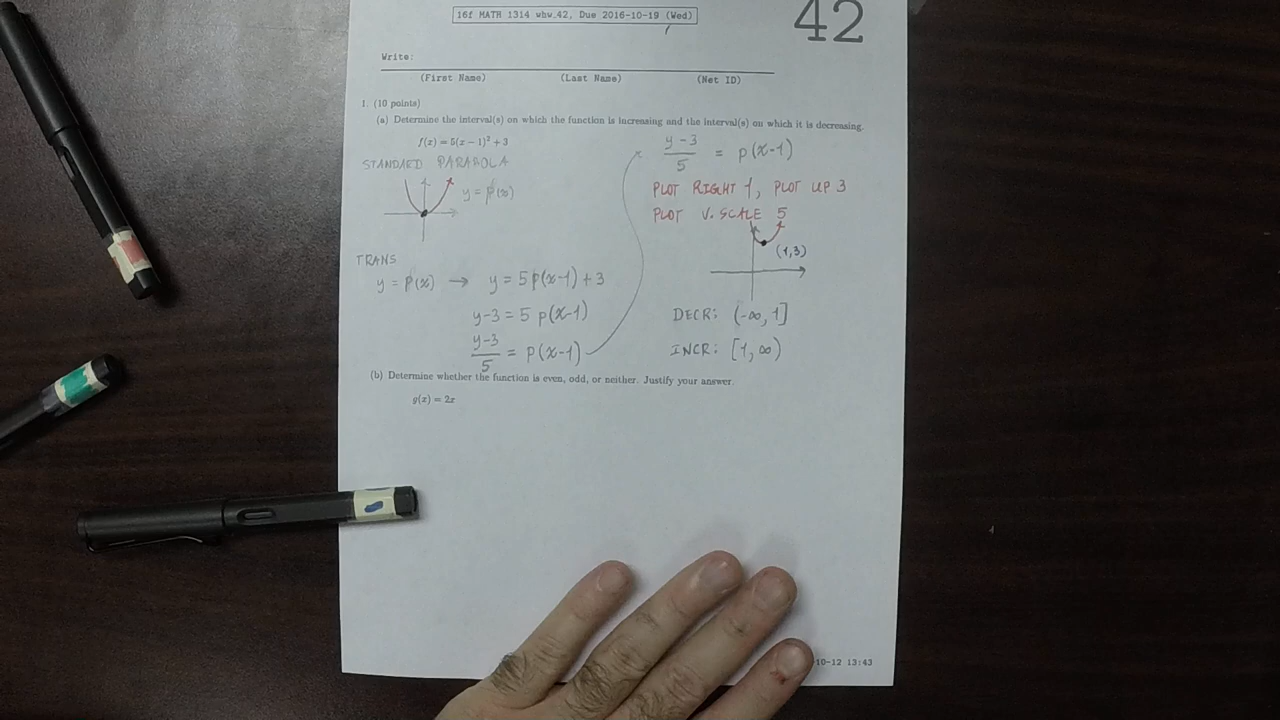 16f MATH 1314 whw_42, Due 2016-10-19 (Wed)
42
Write:
(First Name) (Last Name) (Net ID)
1. (10 points)
(a) Determine the interval(s) on which the function is increasing and the interval(s) on which it is decreasing.
f(x) = 5(x − 1)² + 3
STANDARD PARABOLA
y = p(x)
TRANS
y = p(x) → y = 5p(x-1) + 3
y-3 = 5 p(x-1)
y-3/5 = p(x-1)
y-3/5 = p(x-1)
PLOT RIGHT 1, PLOT UP 3
PLOT V. SCALE 5
(1,3)
DECR: (-∞, 1]
INCR: [1, ∞)
(b) Determine whether the function is even, odd, or neither. Justify your answer.
g(x) = 2x
10-12 13:43